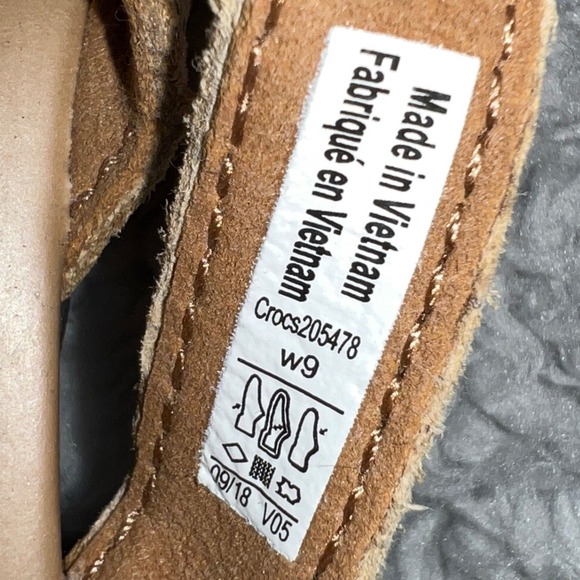 Made in Vietnam
Fabriqué en Vietnam
Crocs205478
w9
09/18 V05